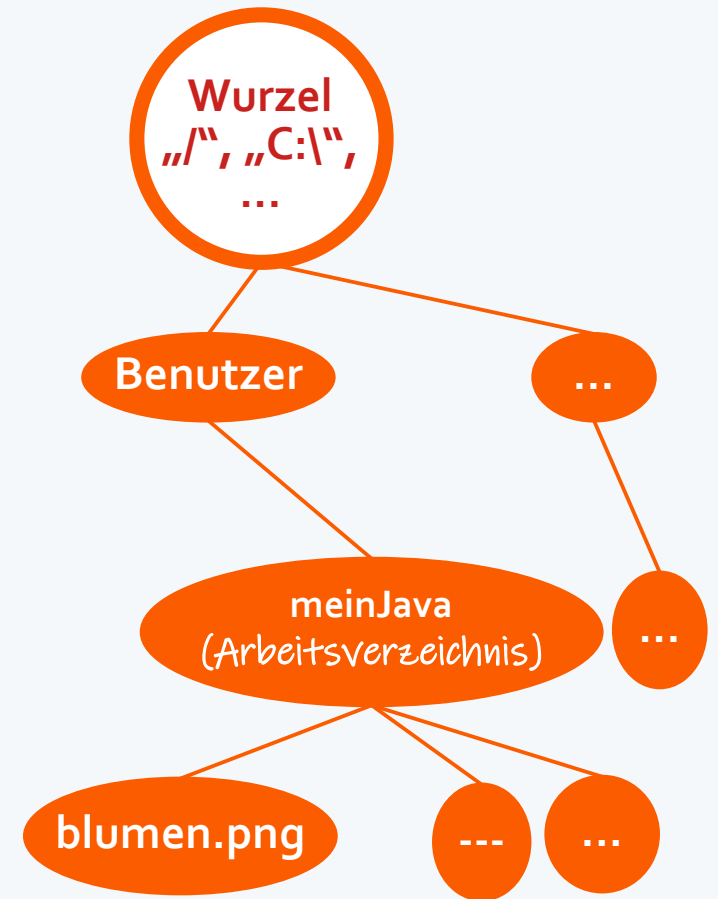 Wurzel
„/“, „C:\“,
...
Benutzer
...
meinJava
(Arbeitsverzeichnis)
...
blumen.png
---
...